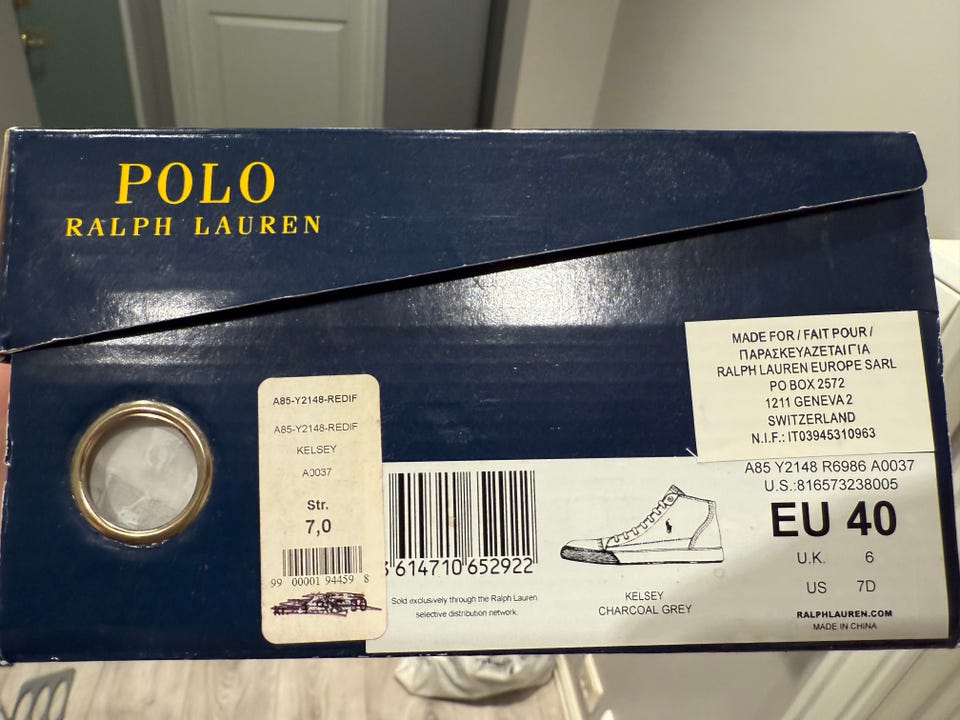 POLO
RALPH LAUREN
MADE FOR / FAIT POUR /
ΠΑΡΑΣΚΕΥΑΖΕΤΑΙ ΓΙΑ
RALPH LAUREN EUROPE SARL
PO BOX 2572
1211 GENEVA 2
SWITZERLAND
N.I.F.: IT03945310963
A85-Y2148-REDIF
A85-Y2148-REDIF
KELSEY
A0037
Str.
7,0
99 00001 94459 8
3 614710 652922
Sold exclusively through the Ralph Lauren
selective distribution network.
KELSEY
CHARCOAL GREY
A85 Y2148 R6986 A0037
U.S.:816573238005
EU 40
U.K. 6
US 7D
RALPHLAUREN.COM
MADE IN CHINA